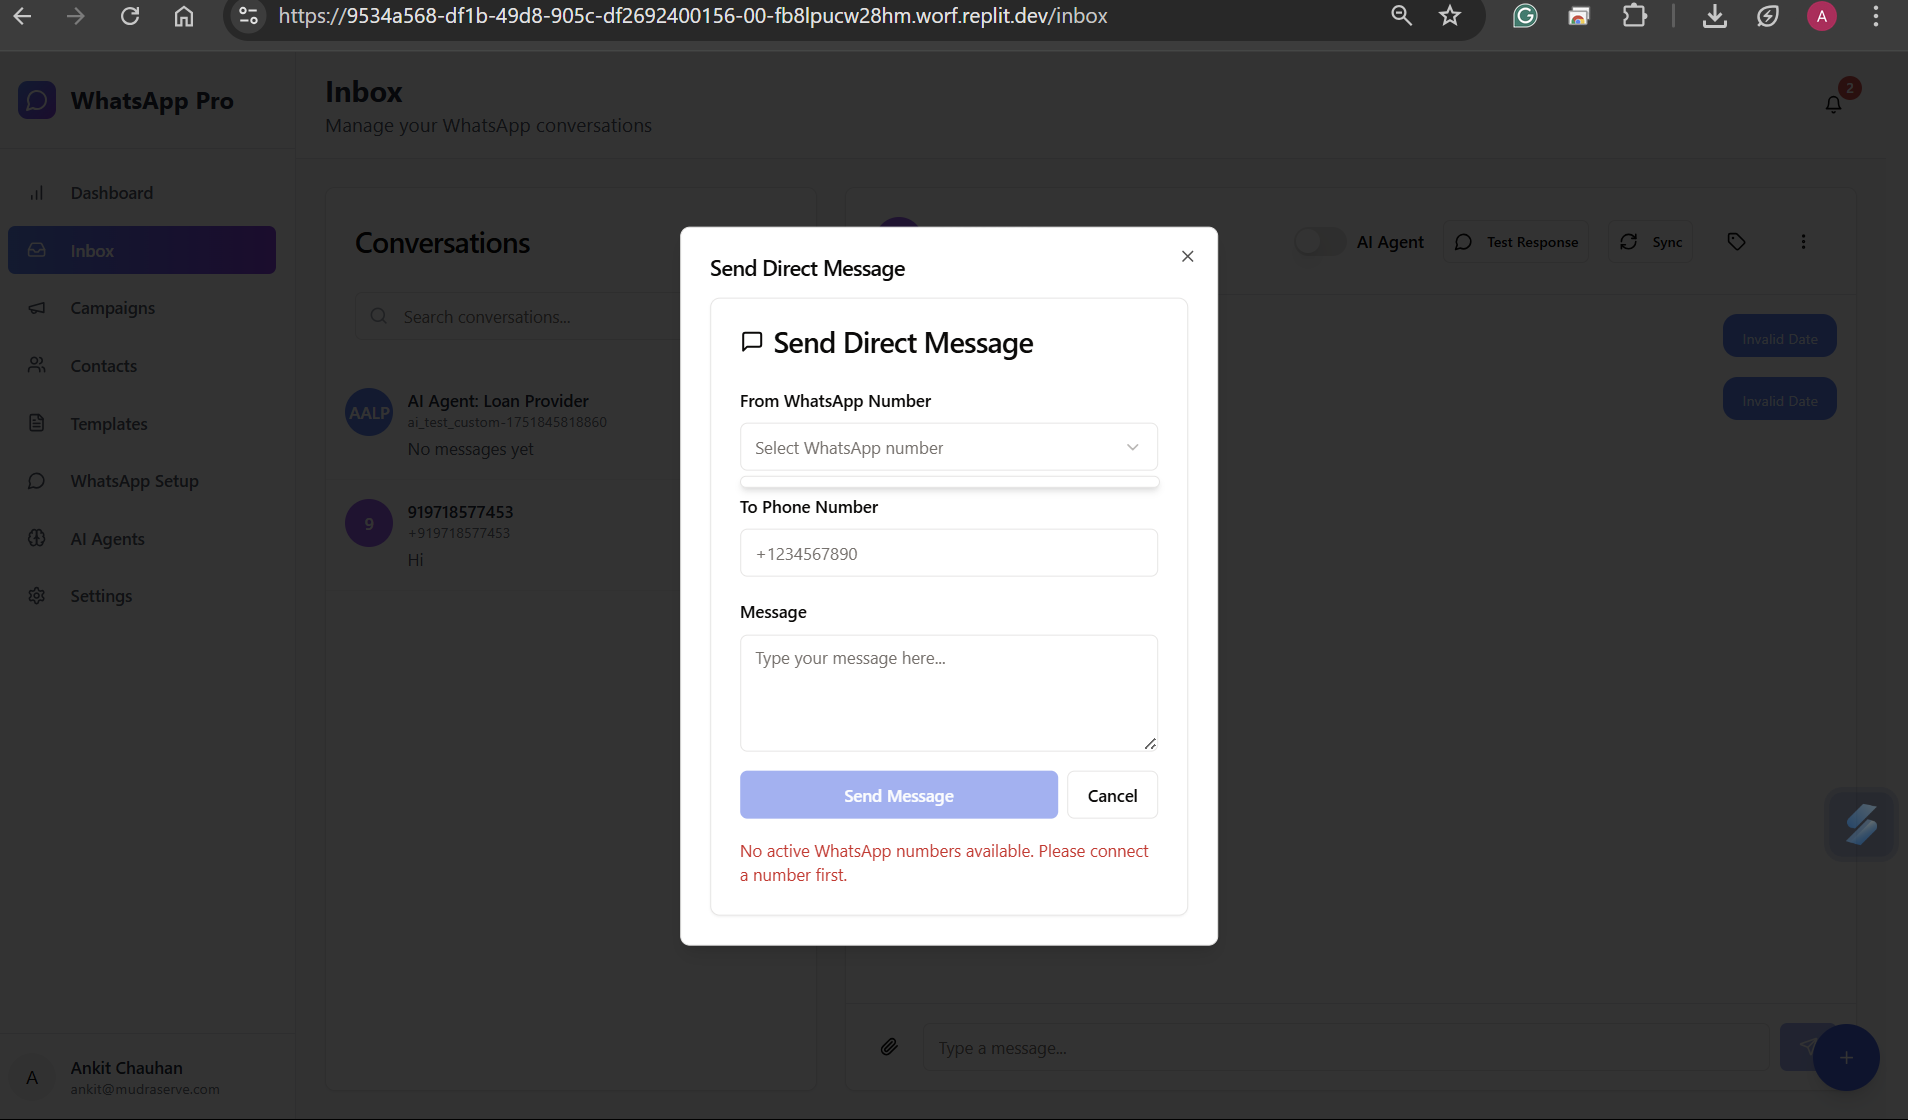 https://9534a568-df1b-49d8-905c-df2692400156-00-fb8lpucw28hm.worf.replit.dev/inbox
A
WhatsApp Pro
Dashboard
Inbox
Campaigns
Contacts
Templates
WhatsApp Setup
AI Agents
Settings
A
Ankit Chauhan
ankit@mudraserve.com
Inbox
Manage your WhatsApp conversations
2
Conversations
Search conversations...
AALP
AI Agent: Loan Provider
ai_test_custom-1751845818860
No messages yet
9
919718577453
+919718577453
Hi
AI Agent
Test Response
Sync
Invalid Date
Invalid Date
Type a message...
Send Direct Message
Send Direct Message
From WhatsApp Number
Select WhatsApp number
To Phone Number
+1234567890
Message
Type your message here...
Send Message
Cancel
No active WhatsApp numbers available. Please connect
a number first.